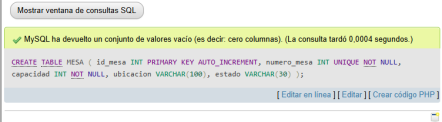 Mostrar ventana de consultas SQL
MySQL ha devuelto un conjunto de valores vacío (es decir: cero columnas). (La consulta tardó 0,0004 segundos.)
CREATE TABLE MESA ( id_mesa INT PRIMARY KEY AUTO_INCREMENT, numero_mesa INT UNIQUE NOT NULL,
capacidad INT NOT NULL, ubicacion VARCHAR(100), estado VARCHAR(30) );
[ Editar en línea ] [ Editar ] [ Crear código PHP ]